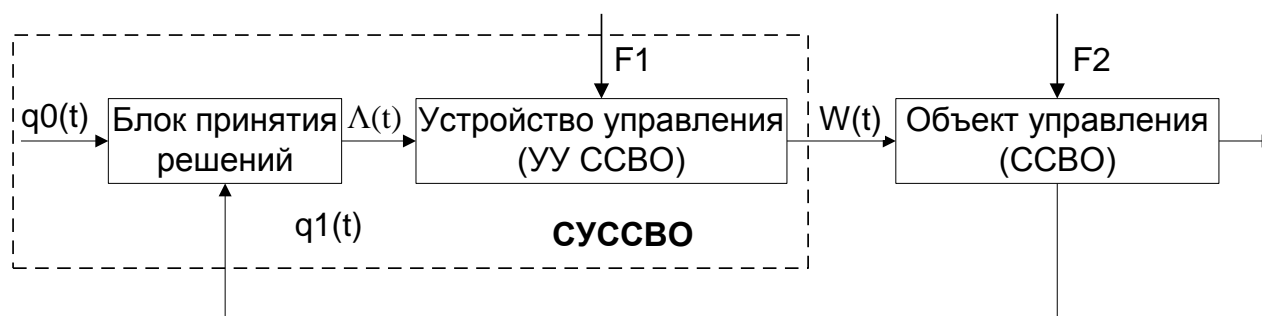 F1
F2
q0(t)
Блок принятия
решений
Λ(t)
Устройство управления
(УУ ССВО)
W(t)
Объект управления
(ССВО)
q1(t)
СУССВО